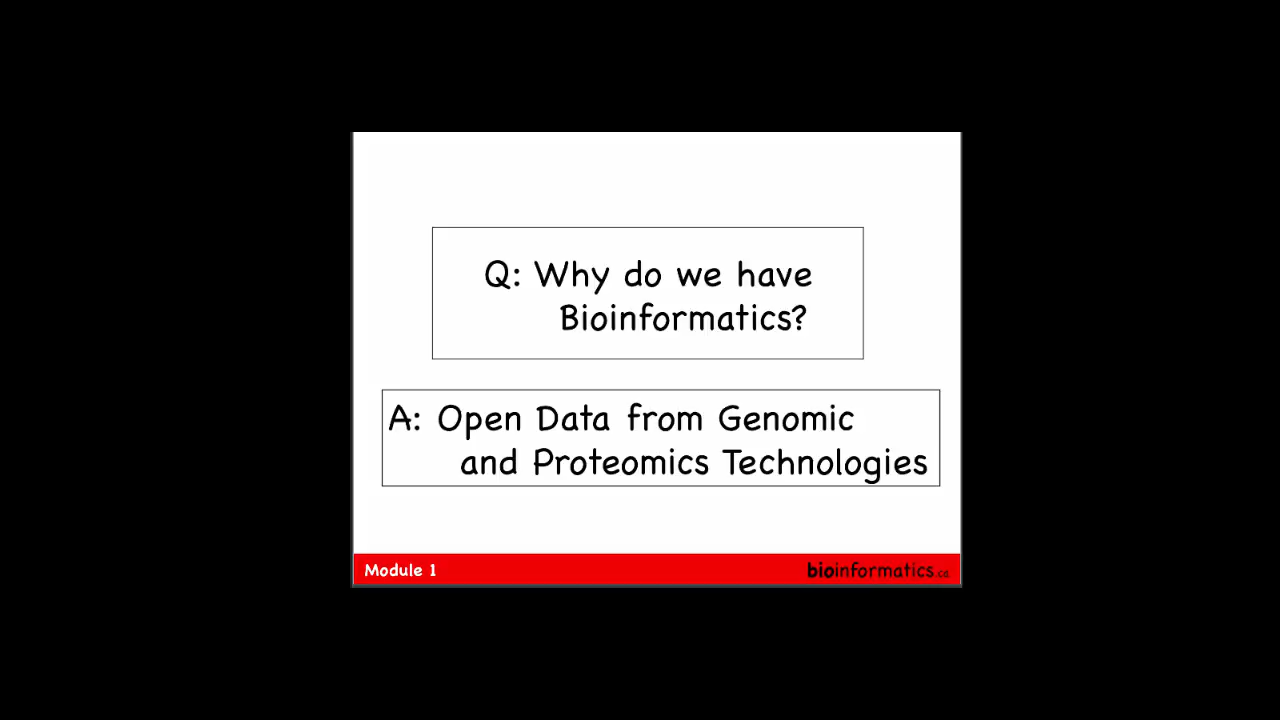 Q: Why do we have
Bioinformatics?
A: Open Data from Genomic
and Proteomics Technologies
Module 1
bioinformatics.ca